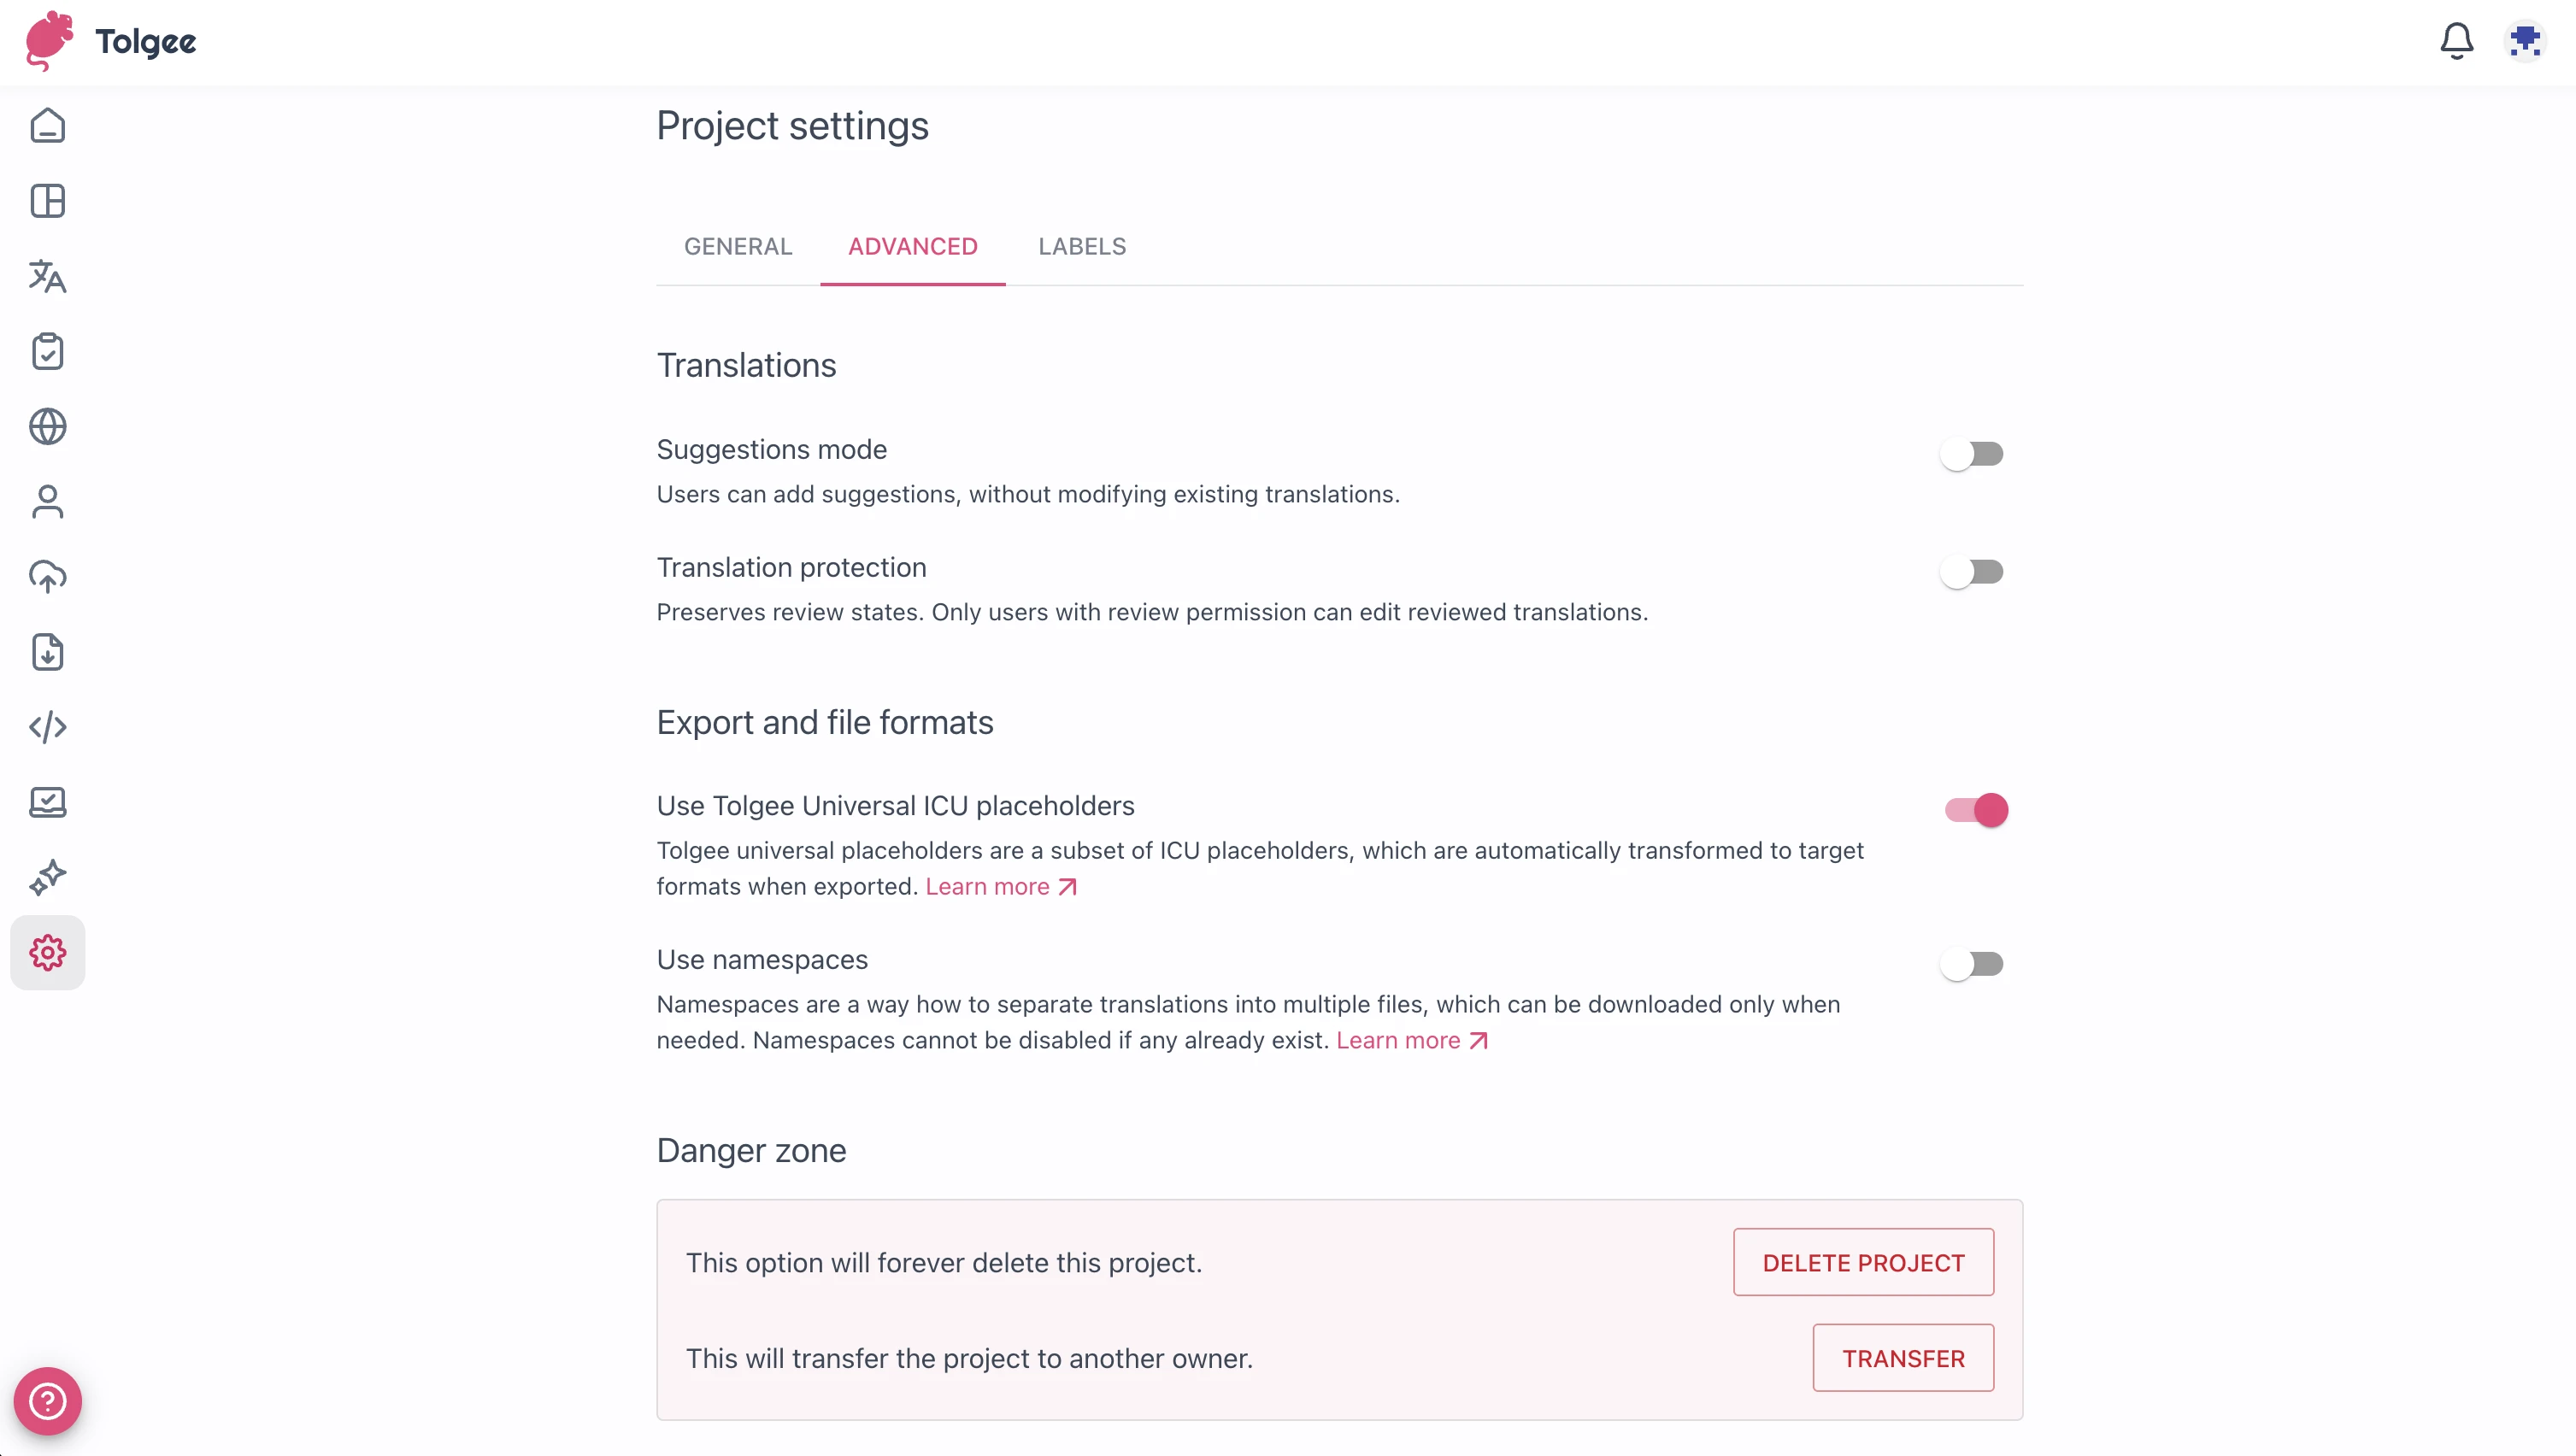 Tolgee
Project settings
GENERAL
ADVANCED
LABELS
Translations
Suggestions mode
Users can add suggestions, without modifying existing translations.
Translation protection
Preserves review states. Only users with review permission can edit reviewed translations.
Export and file formats
Use Tolgee Universal ICU placeholders
Tolgee universal placeholders are a subset of ICU placeholders, which are automatically transformed to target
formats when exported. Learn more
Use namespaces
Namespaces are a way how to separate translations into multiple files, which can be downloaded only when
needed. Namespaces cannot be disabled if any already exist. Learn more
Danger zone
This option will forever delete this project.
DELETE PROJECT
This will transfer the project to another owner.
TRANSFER